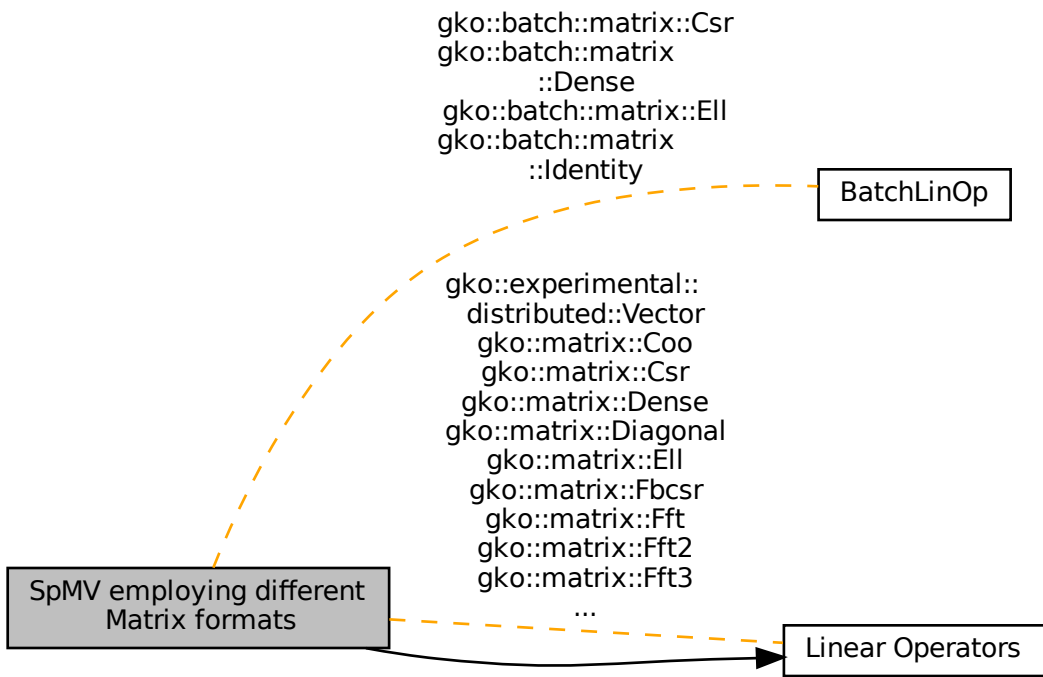 gko::batch::matrix::Csr
gko::batch::matrix
::Dense
gko::batch::matrix::Ell
gko::batch::matrix
::Identity
BatchLinOp
gko::experimental::
distributed::Vector
gko::matrix::Coo
gko::matrix::Csr
gko::matrix::Dense
gko::matrix::Diagonal
gko::matrix::Ell
gko::matrix::Fbcsr
gko::matrix::Fft
gko::matrix::Fft2
gko::matrix::Fft3
...
SpMV employing different
Matrix formats
Linear Operators